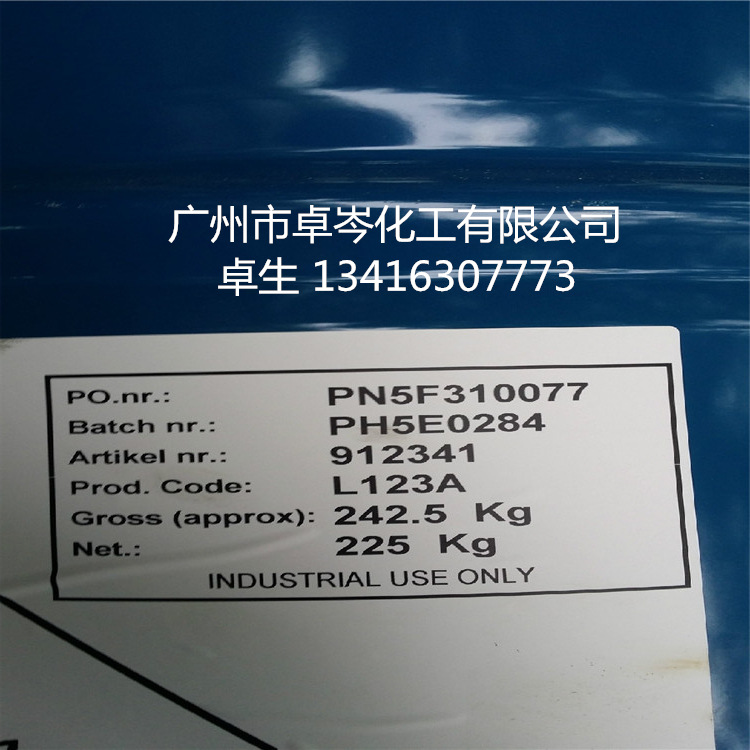 广州市卓岑化工有限公司
卓生 13416307773
PO.nr.: PN5F310077
Batch nr.: PH5E0284
Artikel nr.: 912341
Prod. Code: L123A
Gross (approx): 242.5 Kg
Net.: 225 Kg
INDUSTRIAL USE ONLY